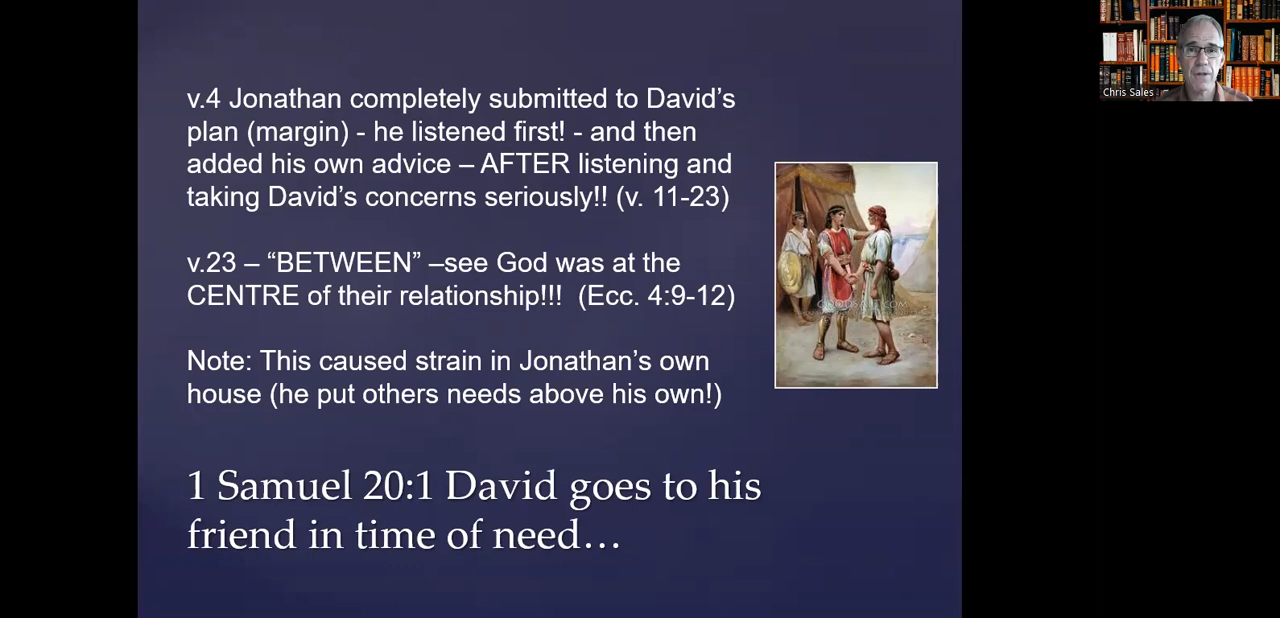 v.4 Jonathan completely submitted to David’s
plan (margin) - he listened first! - and then
added his own advice – AFTER listening and
taking David’s concerns seriously!! (v. 11-23)
v.23 – “BETWEEN” –see God was at the
CENTRE of their relationship!!! (Ecc. 4:9-12)
Note: This caused strain in Jonathan’s own
house (he put others needs above his own!)
1 Samuel 20:1 David goes to his
friend in time of need…
Chris Sales